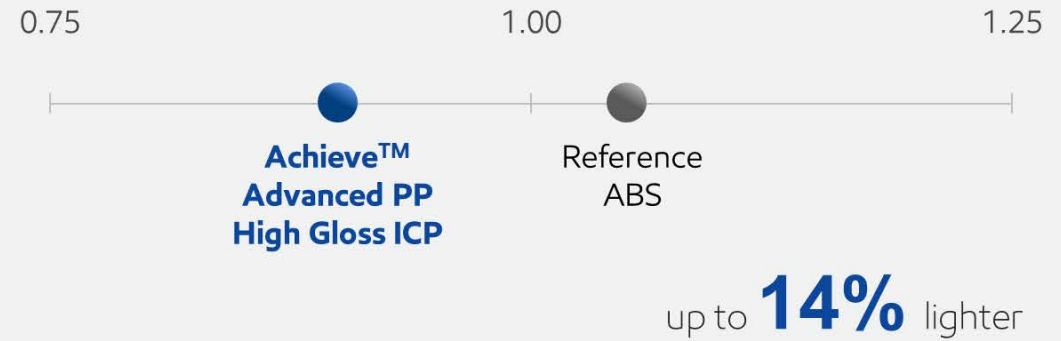 0.75 1.00 1.25
Achieve™
Advanced PP
High Gloss ICP
Reference
ABS
up to 14% lighter